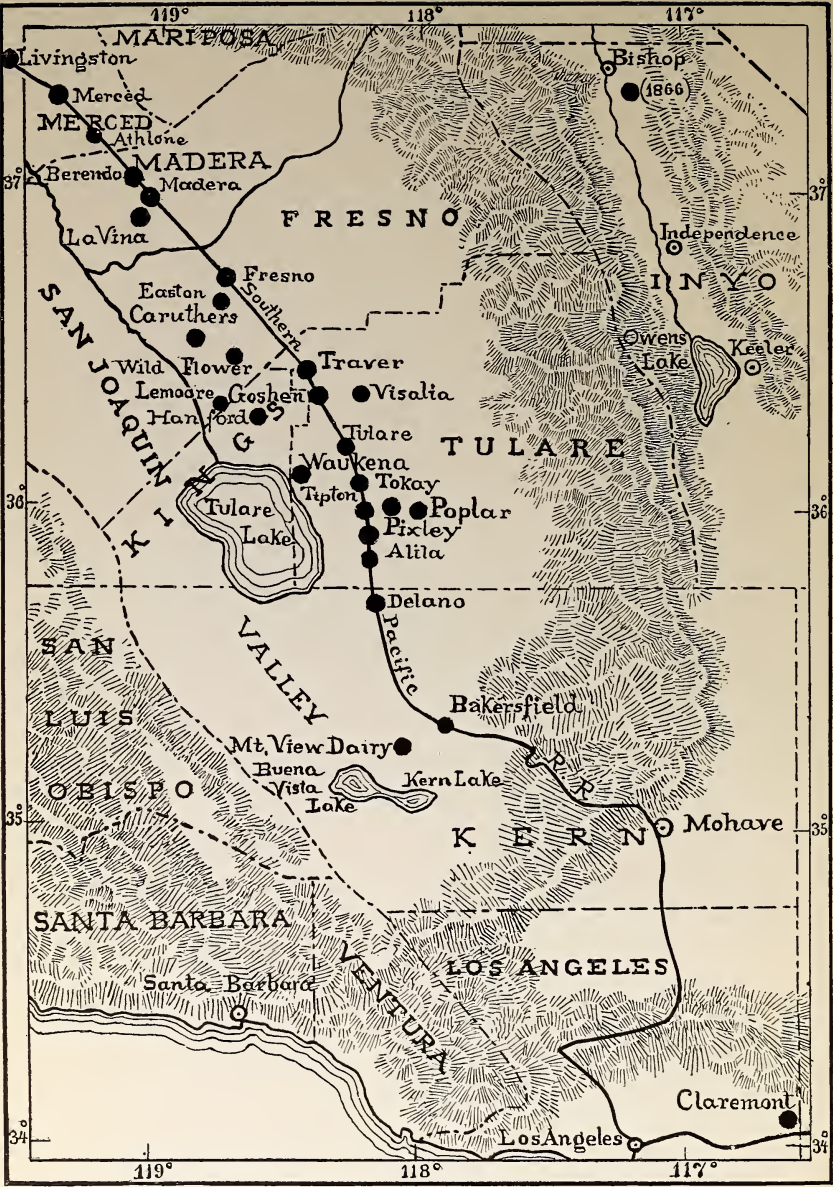 119°
118°
117°
MARIPOSA
Livingston
Bishop
Merced
(1866)
MERCED
Athlone
37°
Berendo
MADERA
37°
Madera
FRESNO
La Vina
Independence
Fresno
INYO
Easton
Southern
Caruthers
SAN JOAQUIN
Owens
Lake
Keeler
Wild Flower
Traver
Lemoore
Goshen
Visalia
Hanford
KINGS
Tulare
TULARE
Waukena
Tokay
36°
Tulare
Lake
Tipton
Poplar
36°
Pixley
Alila
Delano
Pacific
VALLEY
SAN
LUIS
OBISPO
Bakersfield
Mt. View Dairy
R R
Buena
Vista
Lake
Kern Lake
35°
KERN
Mohave
35°
SANTA BARBARA
VENTURA
LOS ANGELES
Santa Barbara
Claremont
34°
Los Angeles
34°
119°
118°
117°